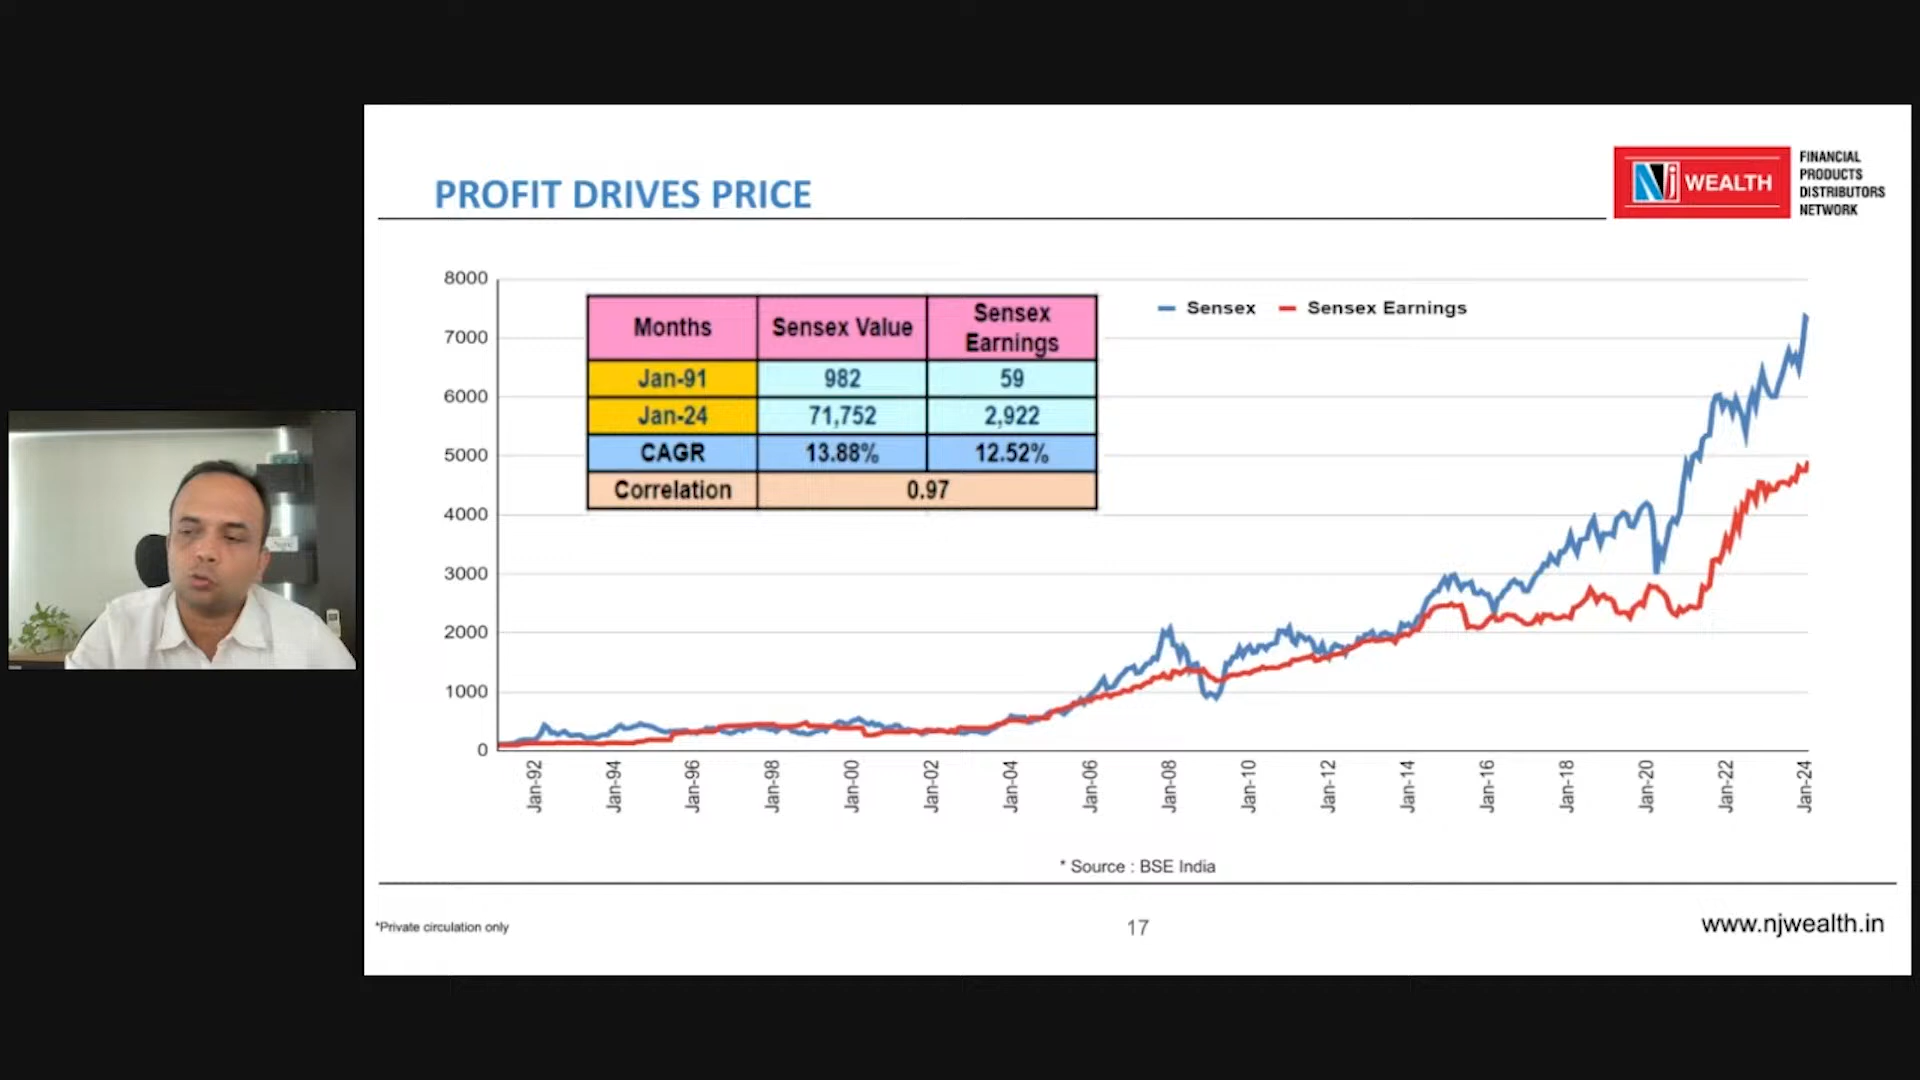 PROFIT DRIVES PRICE
Nj WEALTH
FINANCIAL
PRODUCTS
DISTRIBUTORS
NETWORK
8000
7000
6000
5000
4000
3000
2000
1000
0
Months Sensex Value Sensex Earnings
Jan-91 982 59
Jan-24 71,752 2,922
CAGR 13.88% 12.52%
Correlation 0.97
Sensex Sensex Earnings
Jan-92 Jan-94 Jan-96 Jan-98 Jan-00 Jan-02 Jan-04 Jan-06 Jan-08 Jan-10 Jan-12 Jan-14 Jan-16 Jan-18 Jan-20 Jan-22 Jan-24
* Source : BSE India
*Private circulation only
17
www.njwealth.in